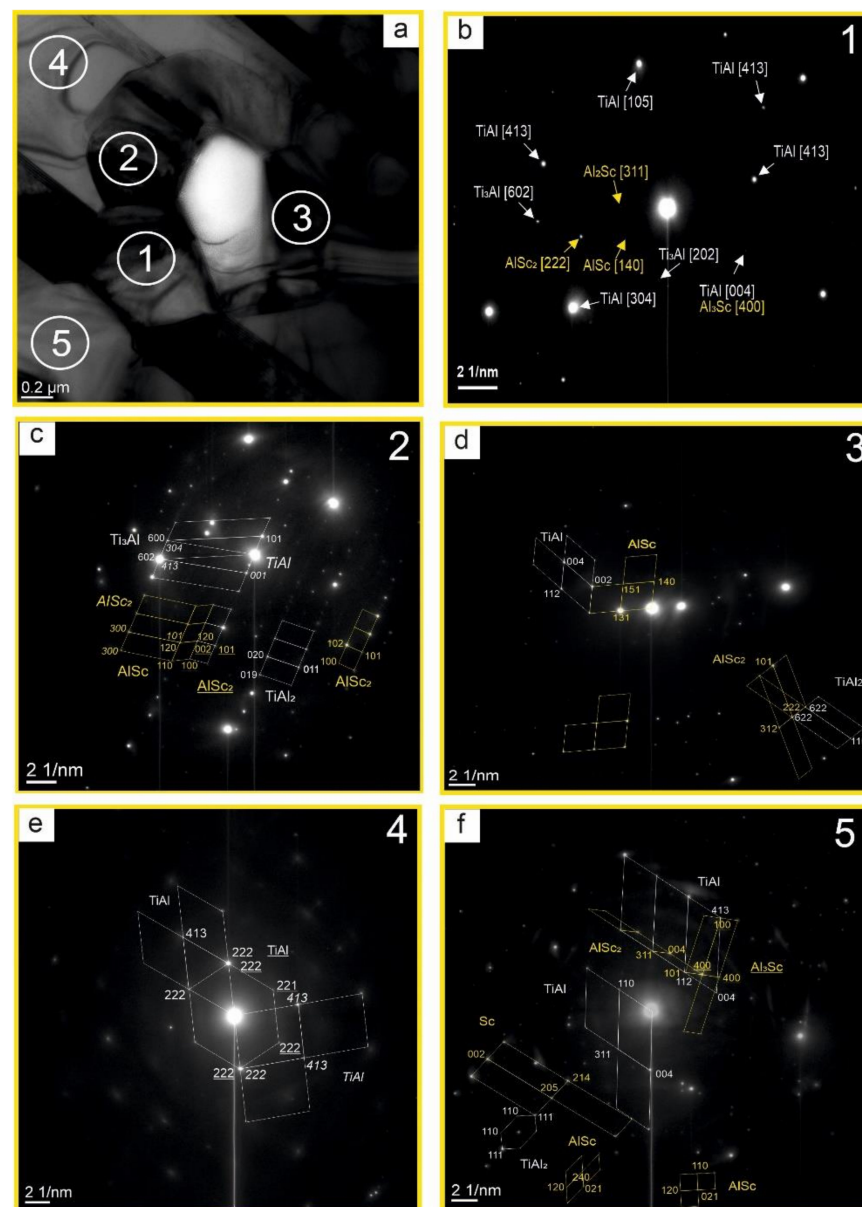 a
4
2
3
1
5
0.2 µm
b
1
TiAl [105]
TiAl [413]
TiAl [413]
TiAl [413]
Al₂Sc [311]
Ti₃Al [602]
AlSc₂ [222]
AlSc [140]
Ti₃Al [202]
TiAl [004]
Al₃Sc [400]
TiAl [304]
2 1/nm
c
2
Ti₃Al
600
304
101
602
413
TiAl
001
AlSc₂
300
101
120
300
120
002
101
110
100
AlSc
AlSc₂
020
011
019
TiAl₂
102
100
101
AlSc₂
2 1/nm
d
3
TiAl
004
AlSc
002
151
140
112
131
AlSc₂
101
TiAl₂
222
622
312
622
11
2 1/nm
e
4
TiAl
413
222
TiAl
222
222
221
413
222
222
222
413
TiAl
2 1/nm
f
5
TiAl
413
100
AlSc₂
004
311
400
Al₃Sc
101
112
400
TiAl
110
004
Sc
311
002
214
004
205
110
111
110
111
AlSc
TiAl₂
240
120
021
110
120
021
AlSc
2 1/nm